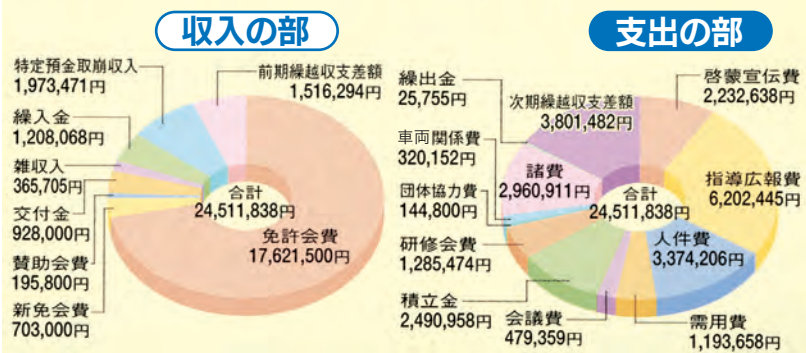 収入の部
特定預金取崩収入
1,973,471円
前期繰越収支差額
1,516,294円
繰入金
1,208,068円
雑収入
365,705円
交付金
928,000円
賛助会費
195,800円
新免会費
703,000円
合計
24,511,838円
免許会費
17,621,500円
支出の部
繰出金
25,755円
次期繰越収支差額
3,801,482円
啓蒙宣伝費
2,232,638円
車両関係費
320,152円
諸費
2,960,911円
指導広報費
6,202,445円
団体協力費
144,800円
合計
24,511,838円
人件費
3,374,206円
研修会費
1,285,474円
積立金
2,490,958円
会議費
479,359円
需用費
1,193,658円